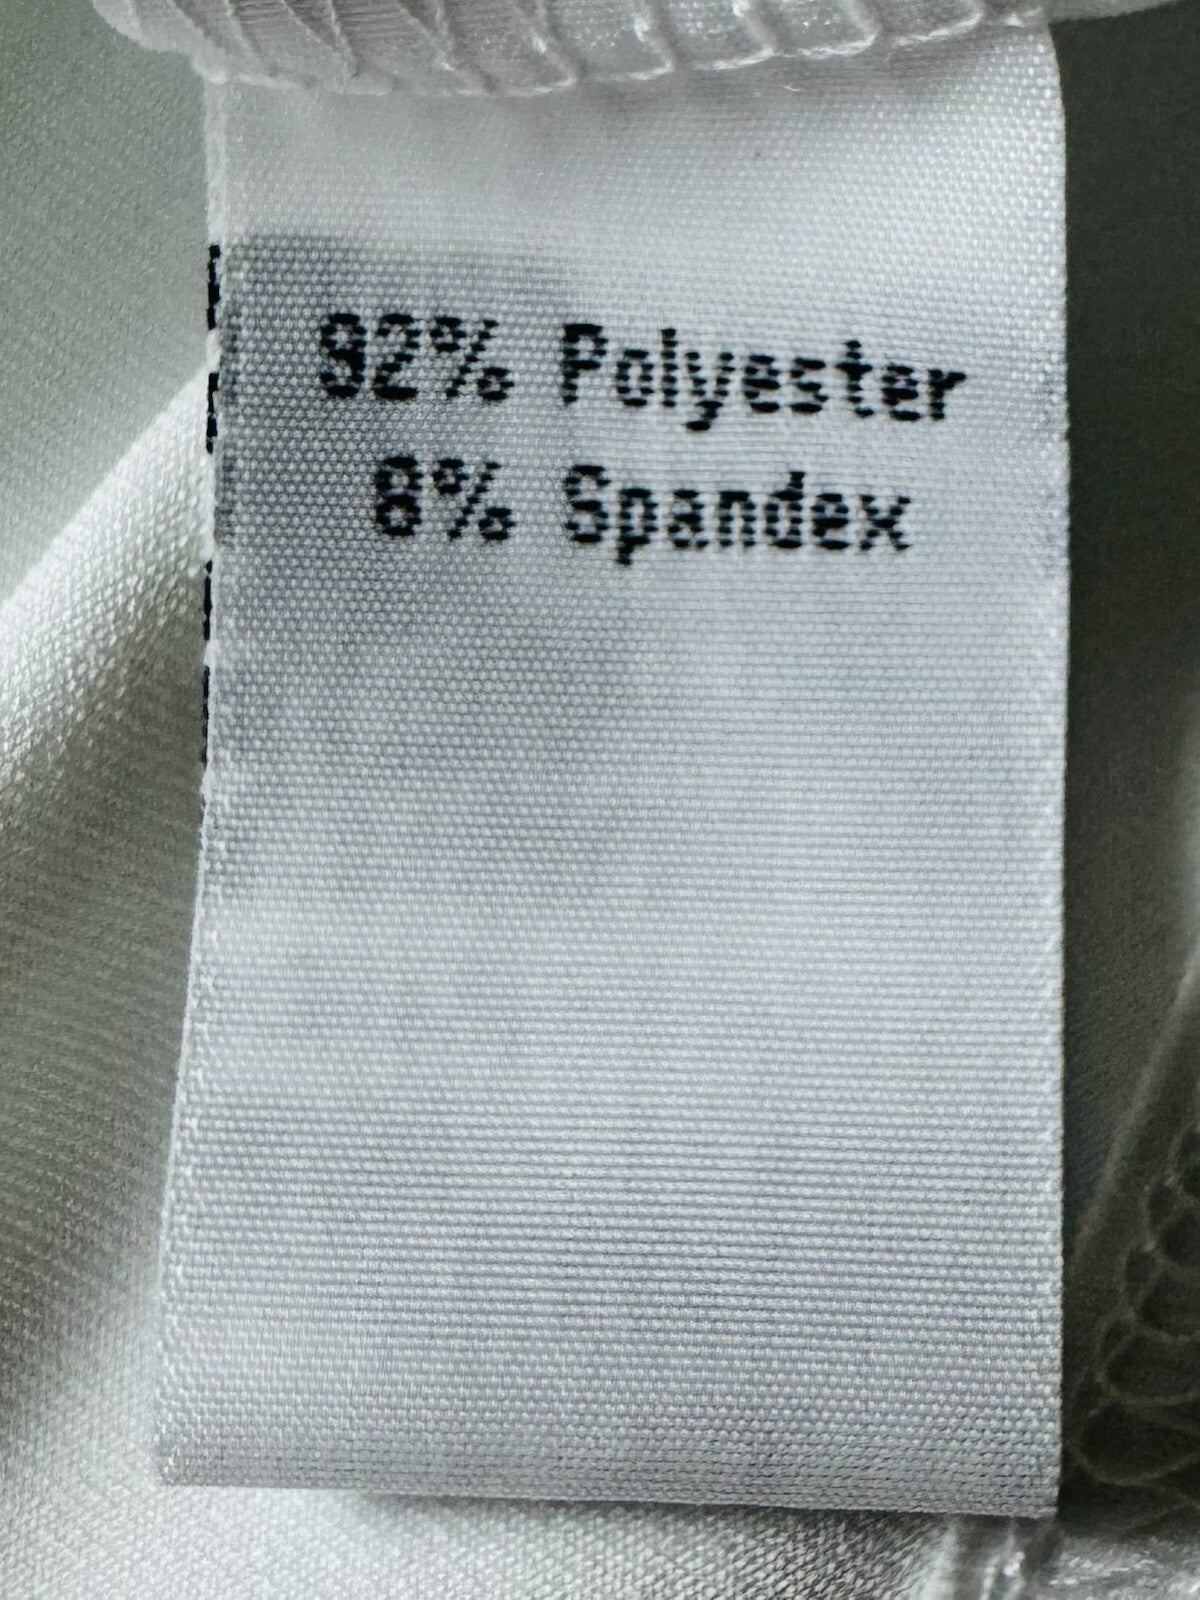 92% Polyester
8% Spandex